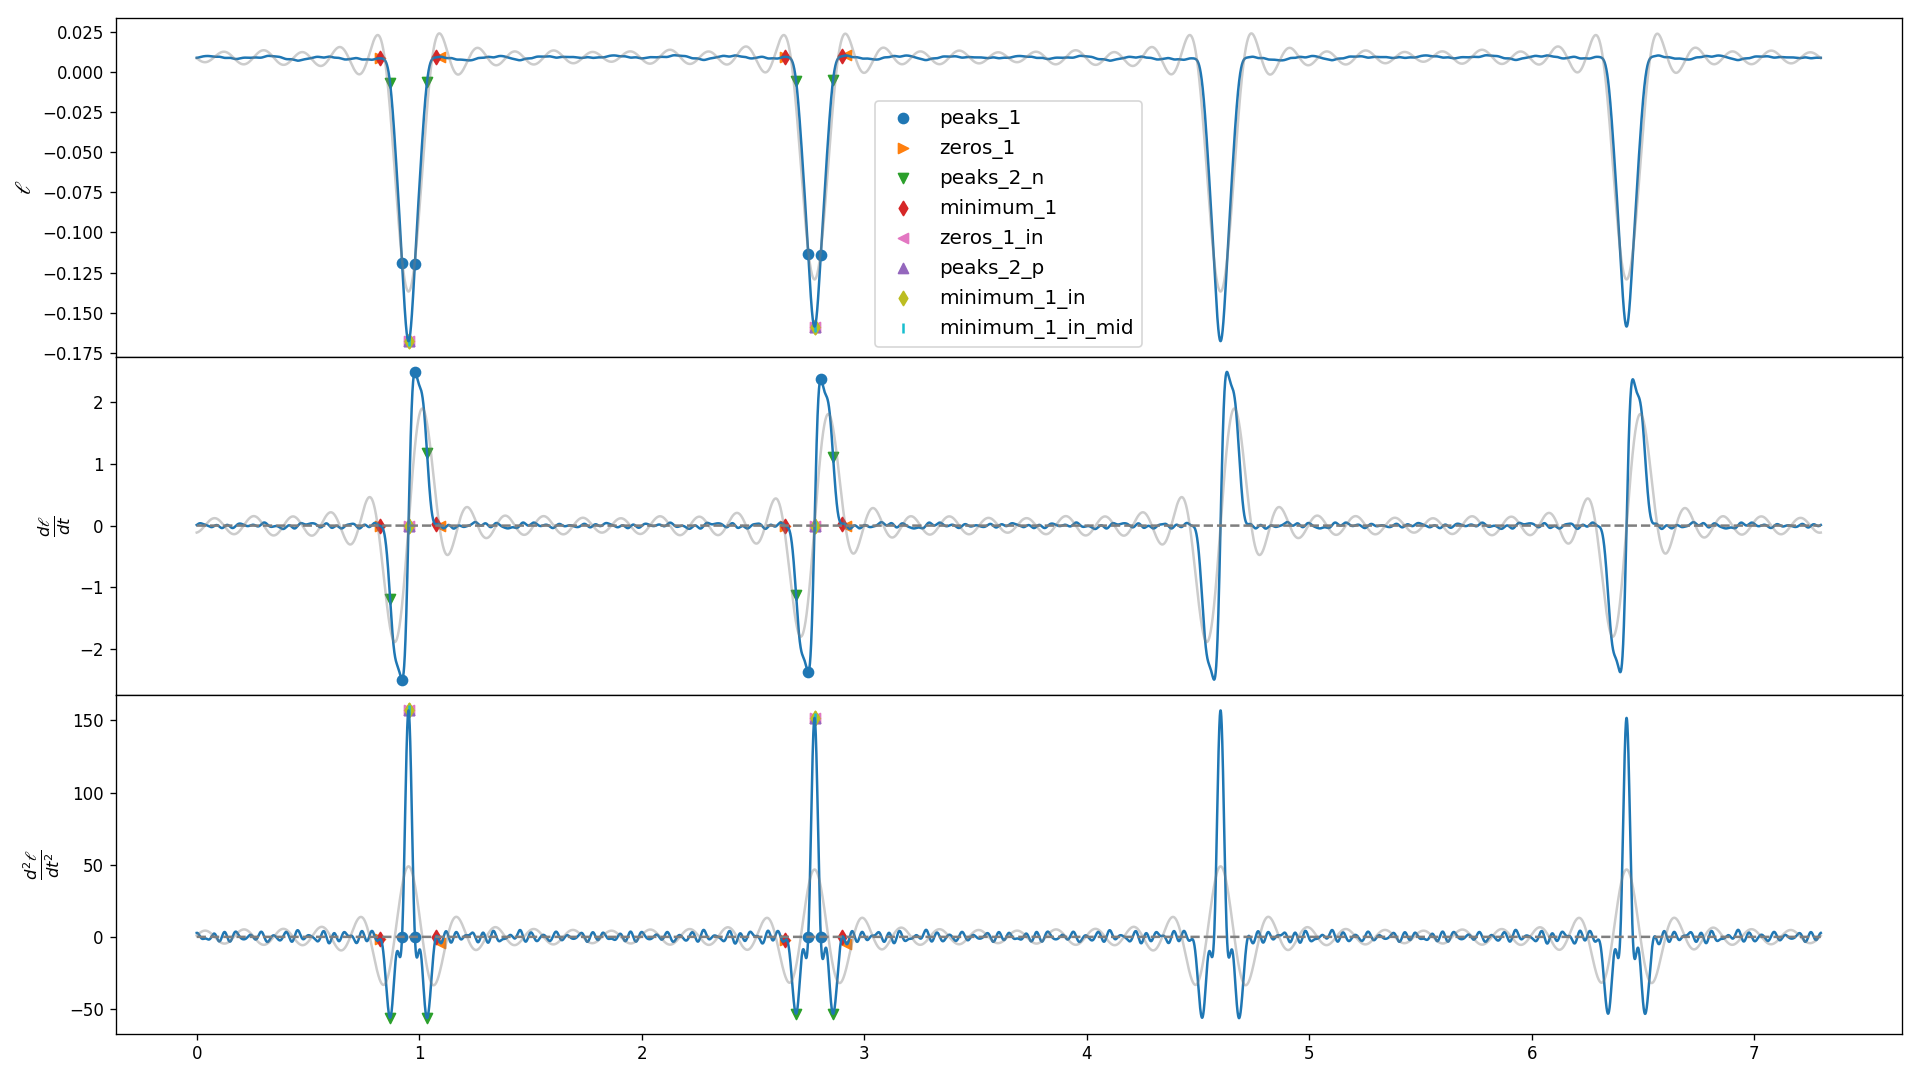 0.025
0.000
−0.025
−0.050
−0.075
−0.100
−0.125
−0.150
−0.175
ℓ
peaks_1
zeros_1
peaks_2_n
minimum_1
zeros_1_in
peaks_2_p
minimum_1_in
minimum_1_in_mid
2
1
0
−1
−2
dℓ
dt
150
100
50
0
−50
d²ℓ
dt²
0 1 2 3 4 5 6 7